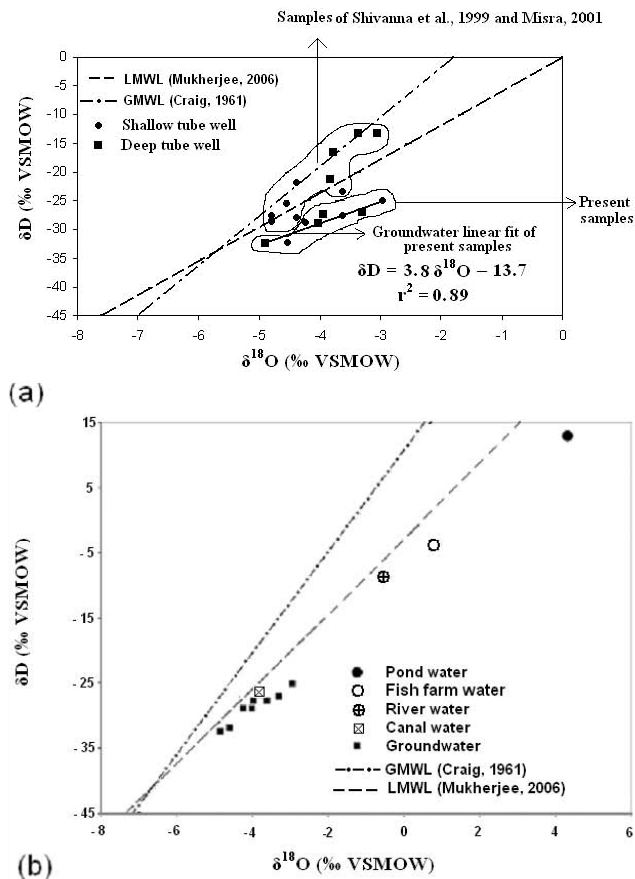 Samples of Shivanna et al., 1999 and Misra, 2001
0
-5
-10
-15
-20
-25
-30
-35
-40
-45
δD (‰ VSMOW)
LMWL (Mukherjee, 2006)
GMWL (Craig, 1961)
Shallow tube well
Deep tube well
Present
samples
Groundwater linear fit of
present samples
δD = 3.8 δ¹⁸O – 13.7
r² = 0.89
-8 -7 -6 -5 -4 -3 -2 -1 0
δ¹⁸O (‰ VSMOW)
(a)
15
5
-5
-15
-25
-35
-45
δD (‰ VSMOW)
Pond water
Fish farm water
River water
Canal water
Groundwater
GMWL (Craig, 1961)
LMWL (Mukherjee, 2006)
-8 -6 -4 -2 0 2 4 6
δ¹⁸O (‰ VSMOW)
(b)